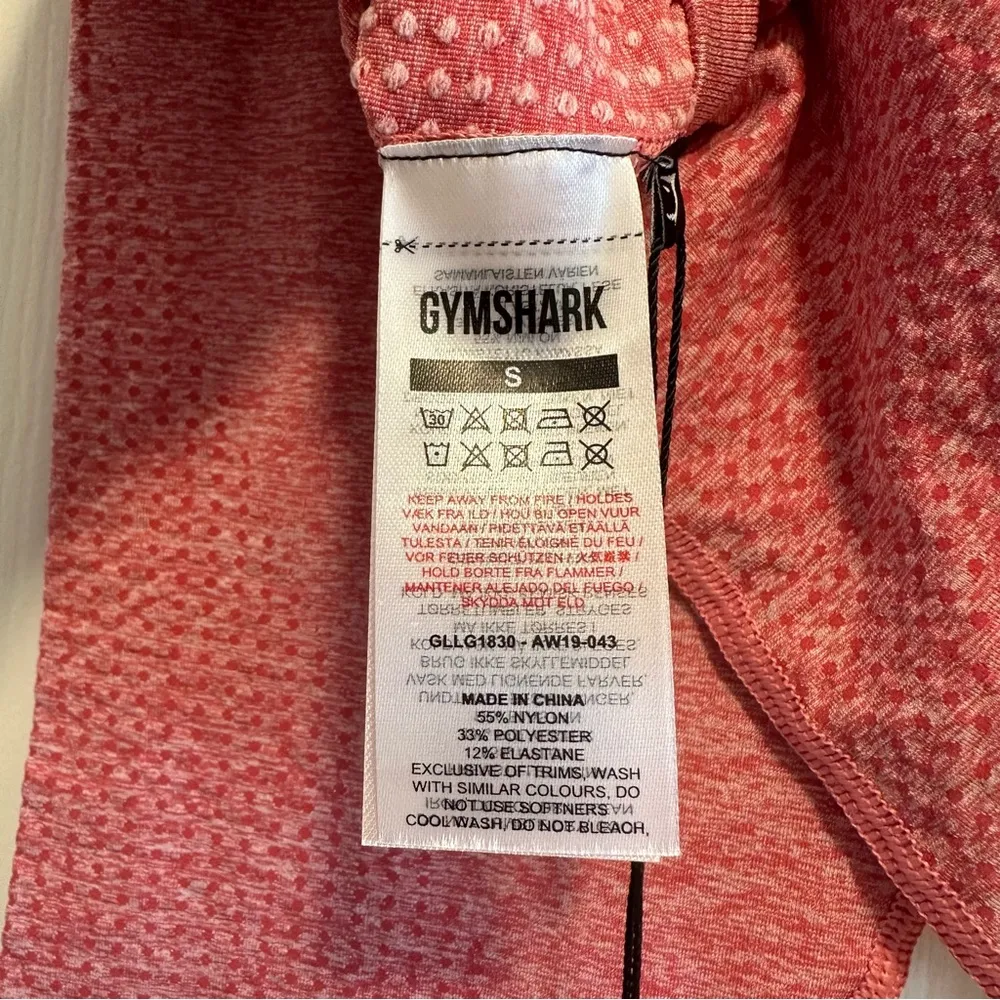 GYMSHARK
S
30
KEEP AWAY FROM FIRE / HOLDES
VÆK FRA ILD / HOU BIJ OPEN VUUR
VANDAAN / PIDETTÄVÄ ETÄÄLLÄ
TULESTA / TENIR ÉLOIGNÉ DU FEU /
VOR FEUER SCHÜTZEN / 火気厳禁 /
HOLD BORTE FRA FLAMMER /
MANTENER ALEJADO DEL FUEGO /
SKYDDA MOT ELD
GLLG1830 - AW19-043
MADE IN CHINA
55% NYLON
33% POLYESTER
12% ELASTANE
EXCLUSIVE OF TRIMS, WASH
WITH SIMILAR COLOURS, DO
NOT USE SOFTNERS
COOL WASH, DO NOT BLEACH,